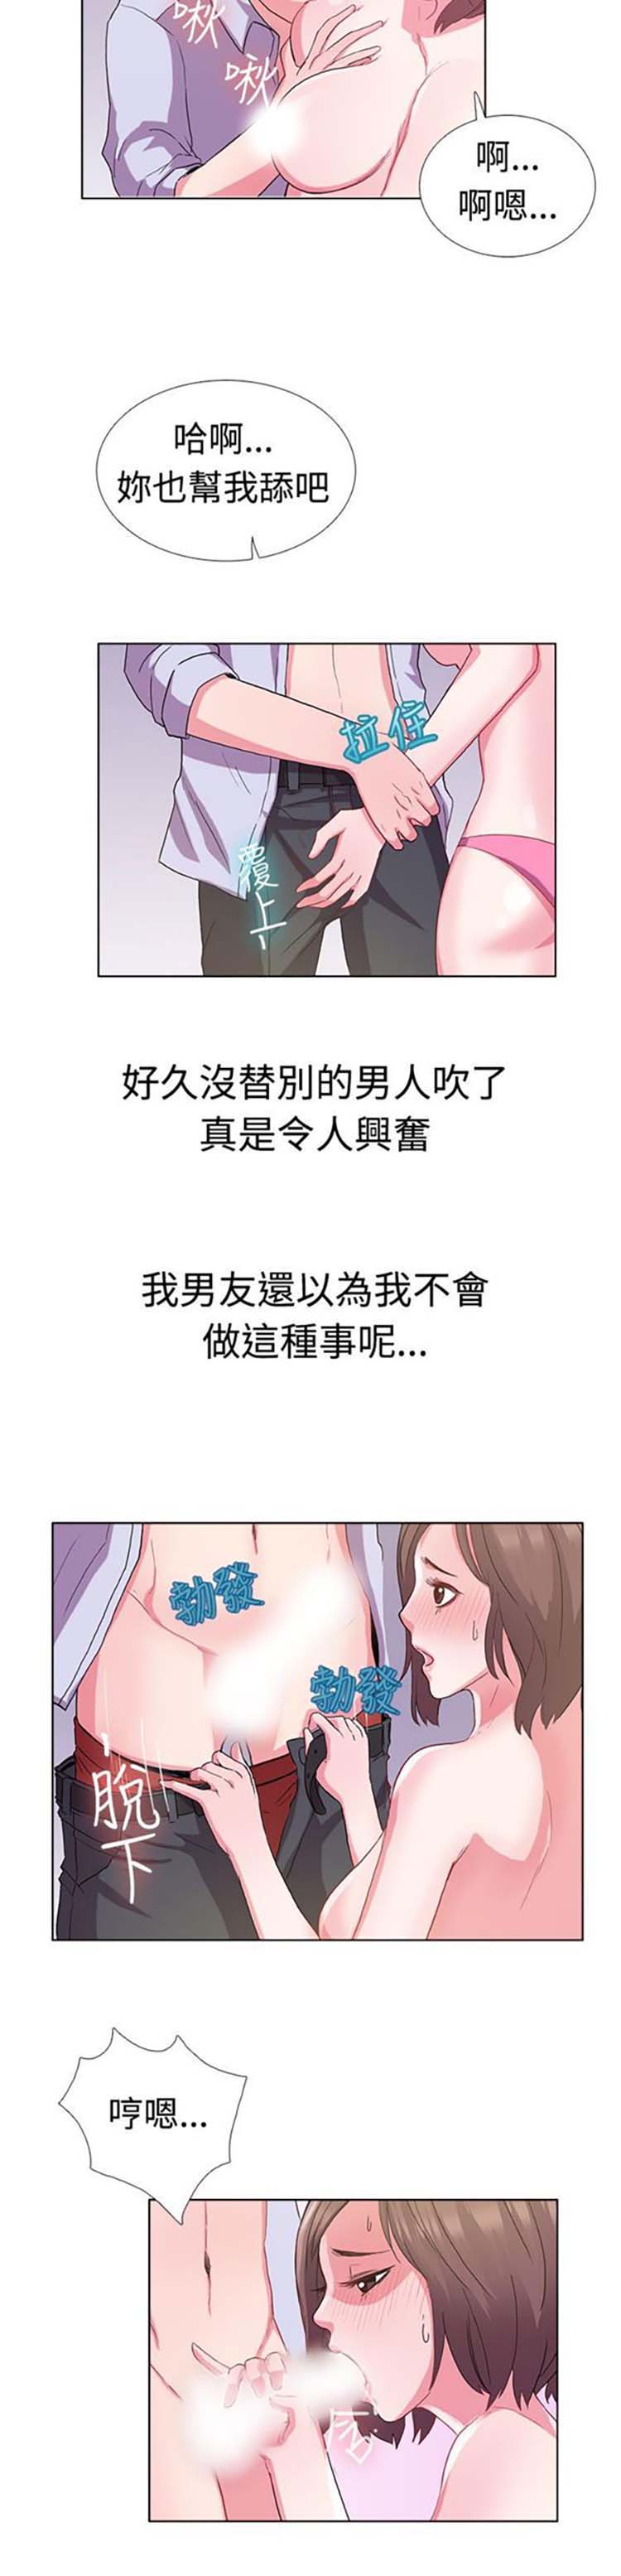 啾
啾
啊...
啊嗯...
哈啊...
妳也幫我舔吧
拉住
覆上
好久沒替別的男人吹了
真是令人興奮
我男友還以為我不會
做這種事呢...
勃發
勃發
脫下
哼嗯...
含